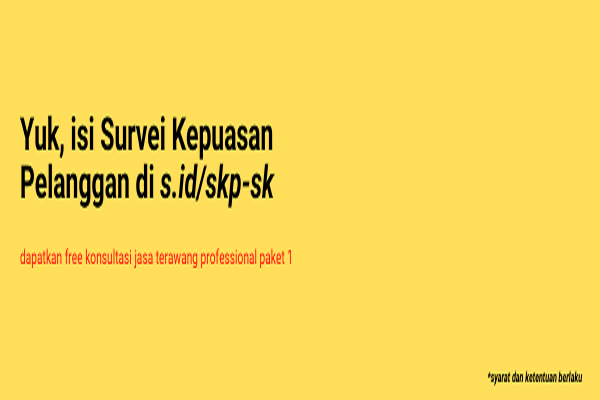 Yuk, isi Survei Kepuasan
Pelanggan di s.id/skp-sk
dapatkan free konsultasi jasa terawang professional paket 1
*syarat dan ketentuan berlaku